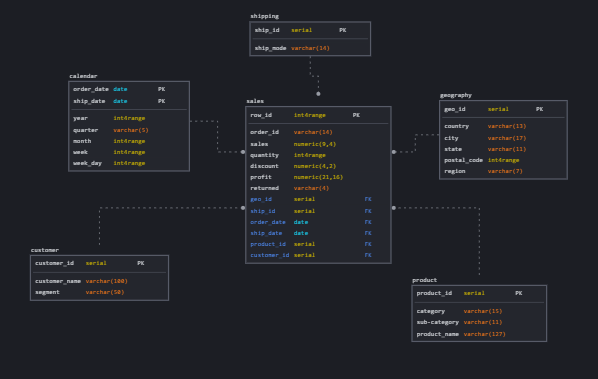 shipping
ship_id serial PK
ship_mode varchar(14)
calendar
order_date date PK
ship_date date PK
year int4range
quarter varchar(5)
month int4range
week int4range
week_day int4range
sales
row_id int4range PK
order_id varchar(14)
sales numeric(9,4)
quantity int4range
discount numeric(4,2)
profit numeric(21,16)
returned varchar(4)
geo_id serial FK
ship_id serial FK
order_date date FK
ship_date date FK
product_id serial FK
customer_id serial FK
geography
geo_id serial PK
country varchar(13)
city varchar(17)
state varchar(11)
postal_code int4range
region varchar(7)
customer
customer_id serial PK
customer_name varchar(100)
segment varchar(50)
product
product_id serial PK
category varchar(15)
sub-category varchar(11)
product_name varchar(127)